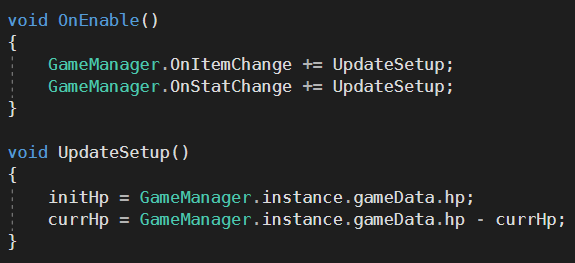 void OnEnable()
{
    GameManager.OnItemChange += UpdateSetup;
    GameManager.OnStatChange += UpdateSetup;
}

void UpdateSetup()
{
    initHp = GameManager.instance.gameData.hp;
    currHp = GameManager.instance.gameData.hp - currHp;
}